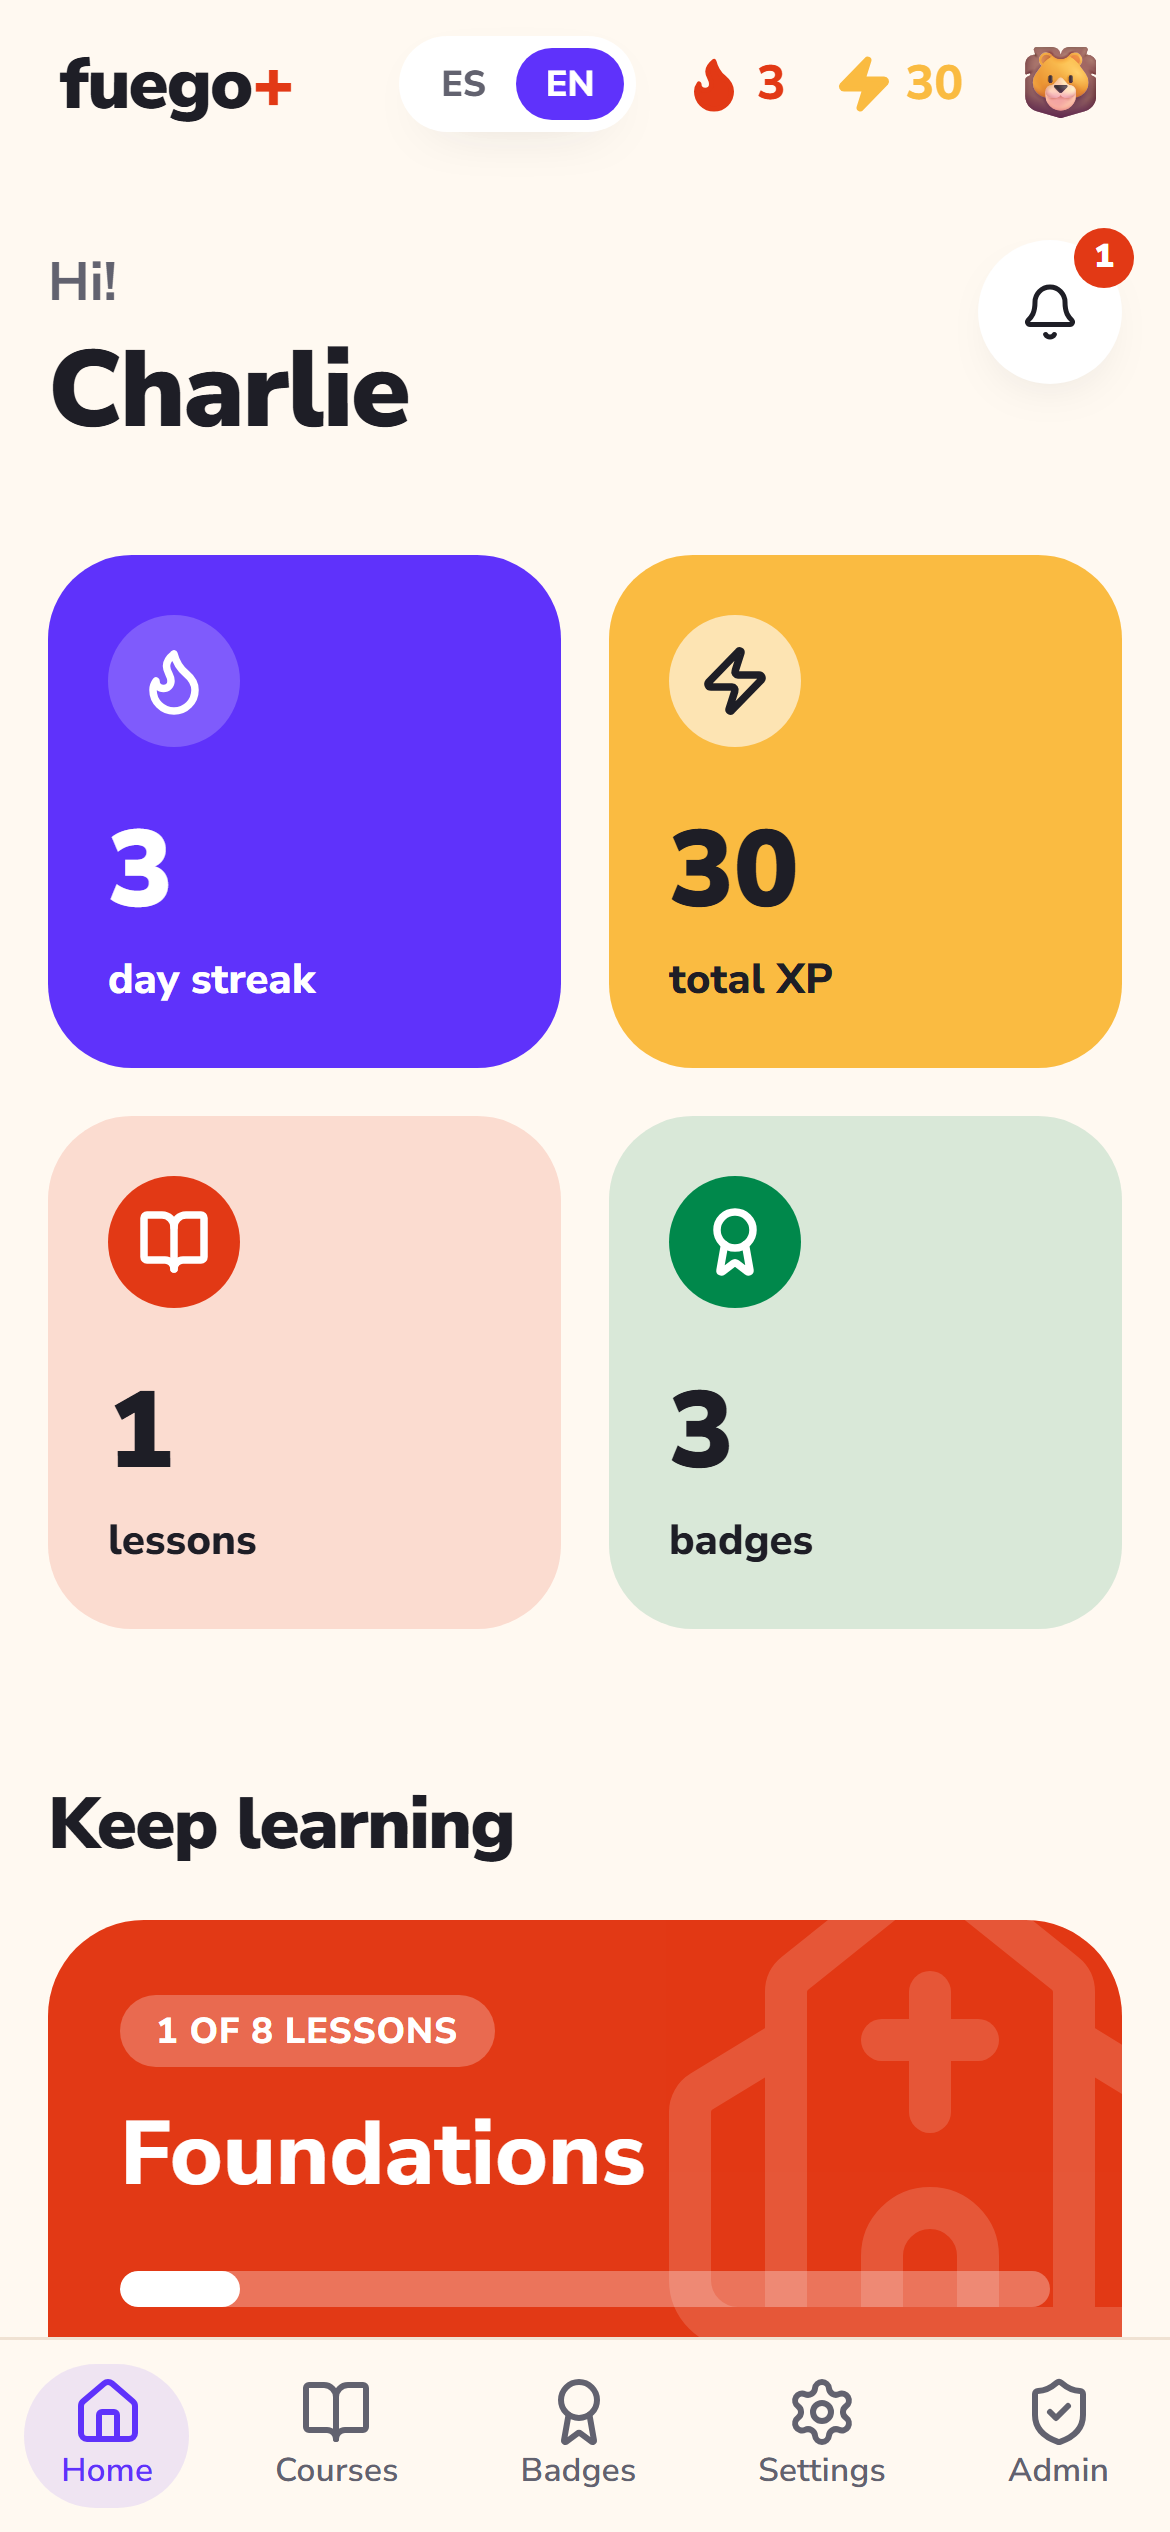 fuego+
ES EN
3
30
1
Hi!
Charlie
3
day streak
30
total XP
1
lessons
3
badges
Keep learning
1 OF 8 LESSONS
Foundations
Home
Courses
Badges
Settings
Admin